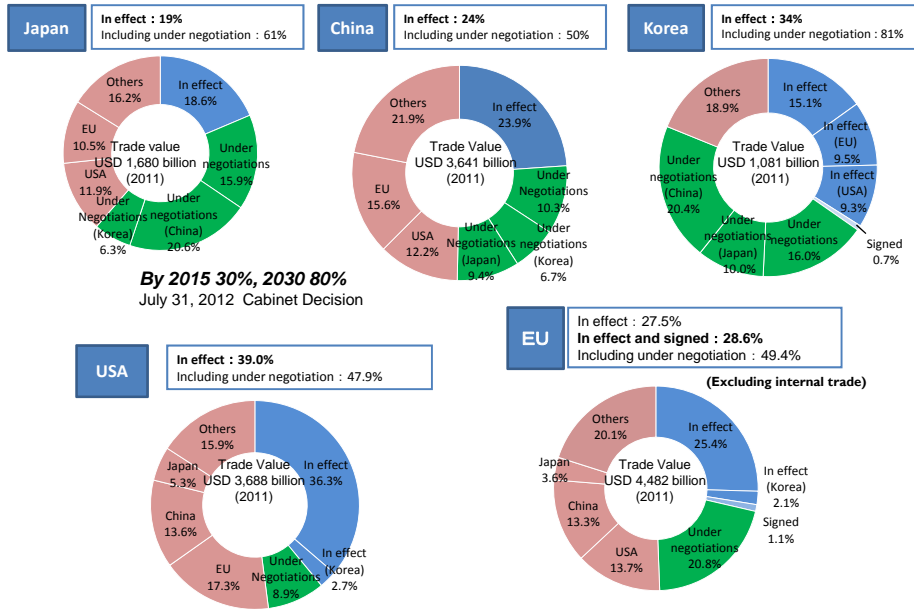 Japan
In effect：19%
Including under negotiation：61%
Others
16.2%
In effect
18.6%
EU
10.5%
Trade value
USD 1,680 billion
(2011)
Under
negotiations
15.9%
USA
11.9%
Under
Negotiations
(Korea)
6.3%
Under
negotiations
(China)
20.6%
By 2015 30%, 2030 80%
July 31, 2012 Cabinet Decision
China
In effect：24%
Including under negotiation：50%
Others
21.9%
In effect
23.9%
Trade value
USD 3,641 billion
(2011)
EU
15.6%
Under
Negotiations
10.3%
USA
12.2%
Under
Negotiations
(Japan)
9.4%
Under
negotiations
(Korea)
6.7%
Korea
In effect：34%
Including under negotiation：81%
Others
18.9%
In effect
15.1%
Trade Value
USD 1,081 billion
(2011)
In effect
(EU)
9.5%
Under
negotiations
(China)
20.4%
In effect
(USA)
9.3%
Under
negotiations
(Japan)
10.0%
Under
negotiations
16.0%
Signed
0.7%
USA
In effect：39.0%
Including under negotiation：47.9%
Others
15.9%
In effect
36.3%
Japan
5.3%
Trade Value
USD 3,688 billion
(2011)
China
13.6%
EU
17.3%
Under
Negotiations
8.9%
In effect
(Korea)
2.7%
EU
In effect：27.5%
In effect and signed：28.6%
Including under negotiation：49.4%
(Excluding internal trade)
Others
20.1%
In effect
25.4%
Japan
3.6%
Trade Value
USD 4,482 billion
(2011)
In effect
(Korea)
2.1%
China
13.3%
Signed
1.1%
USA
13.7%
Under
negotiations
20.8%